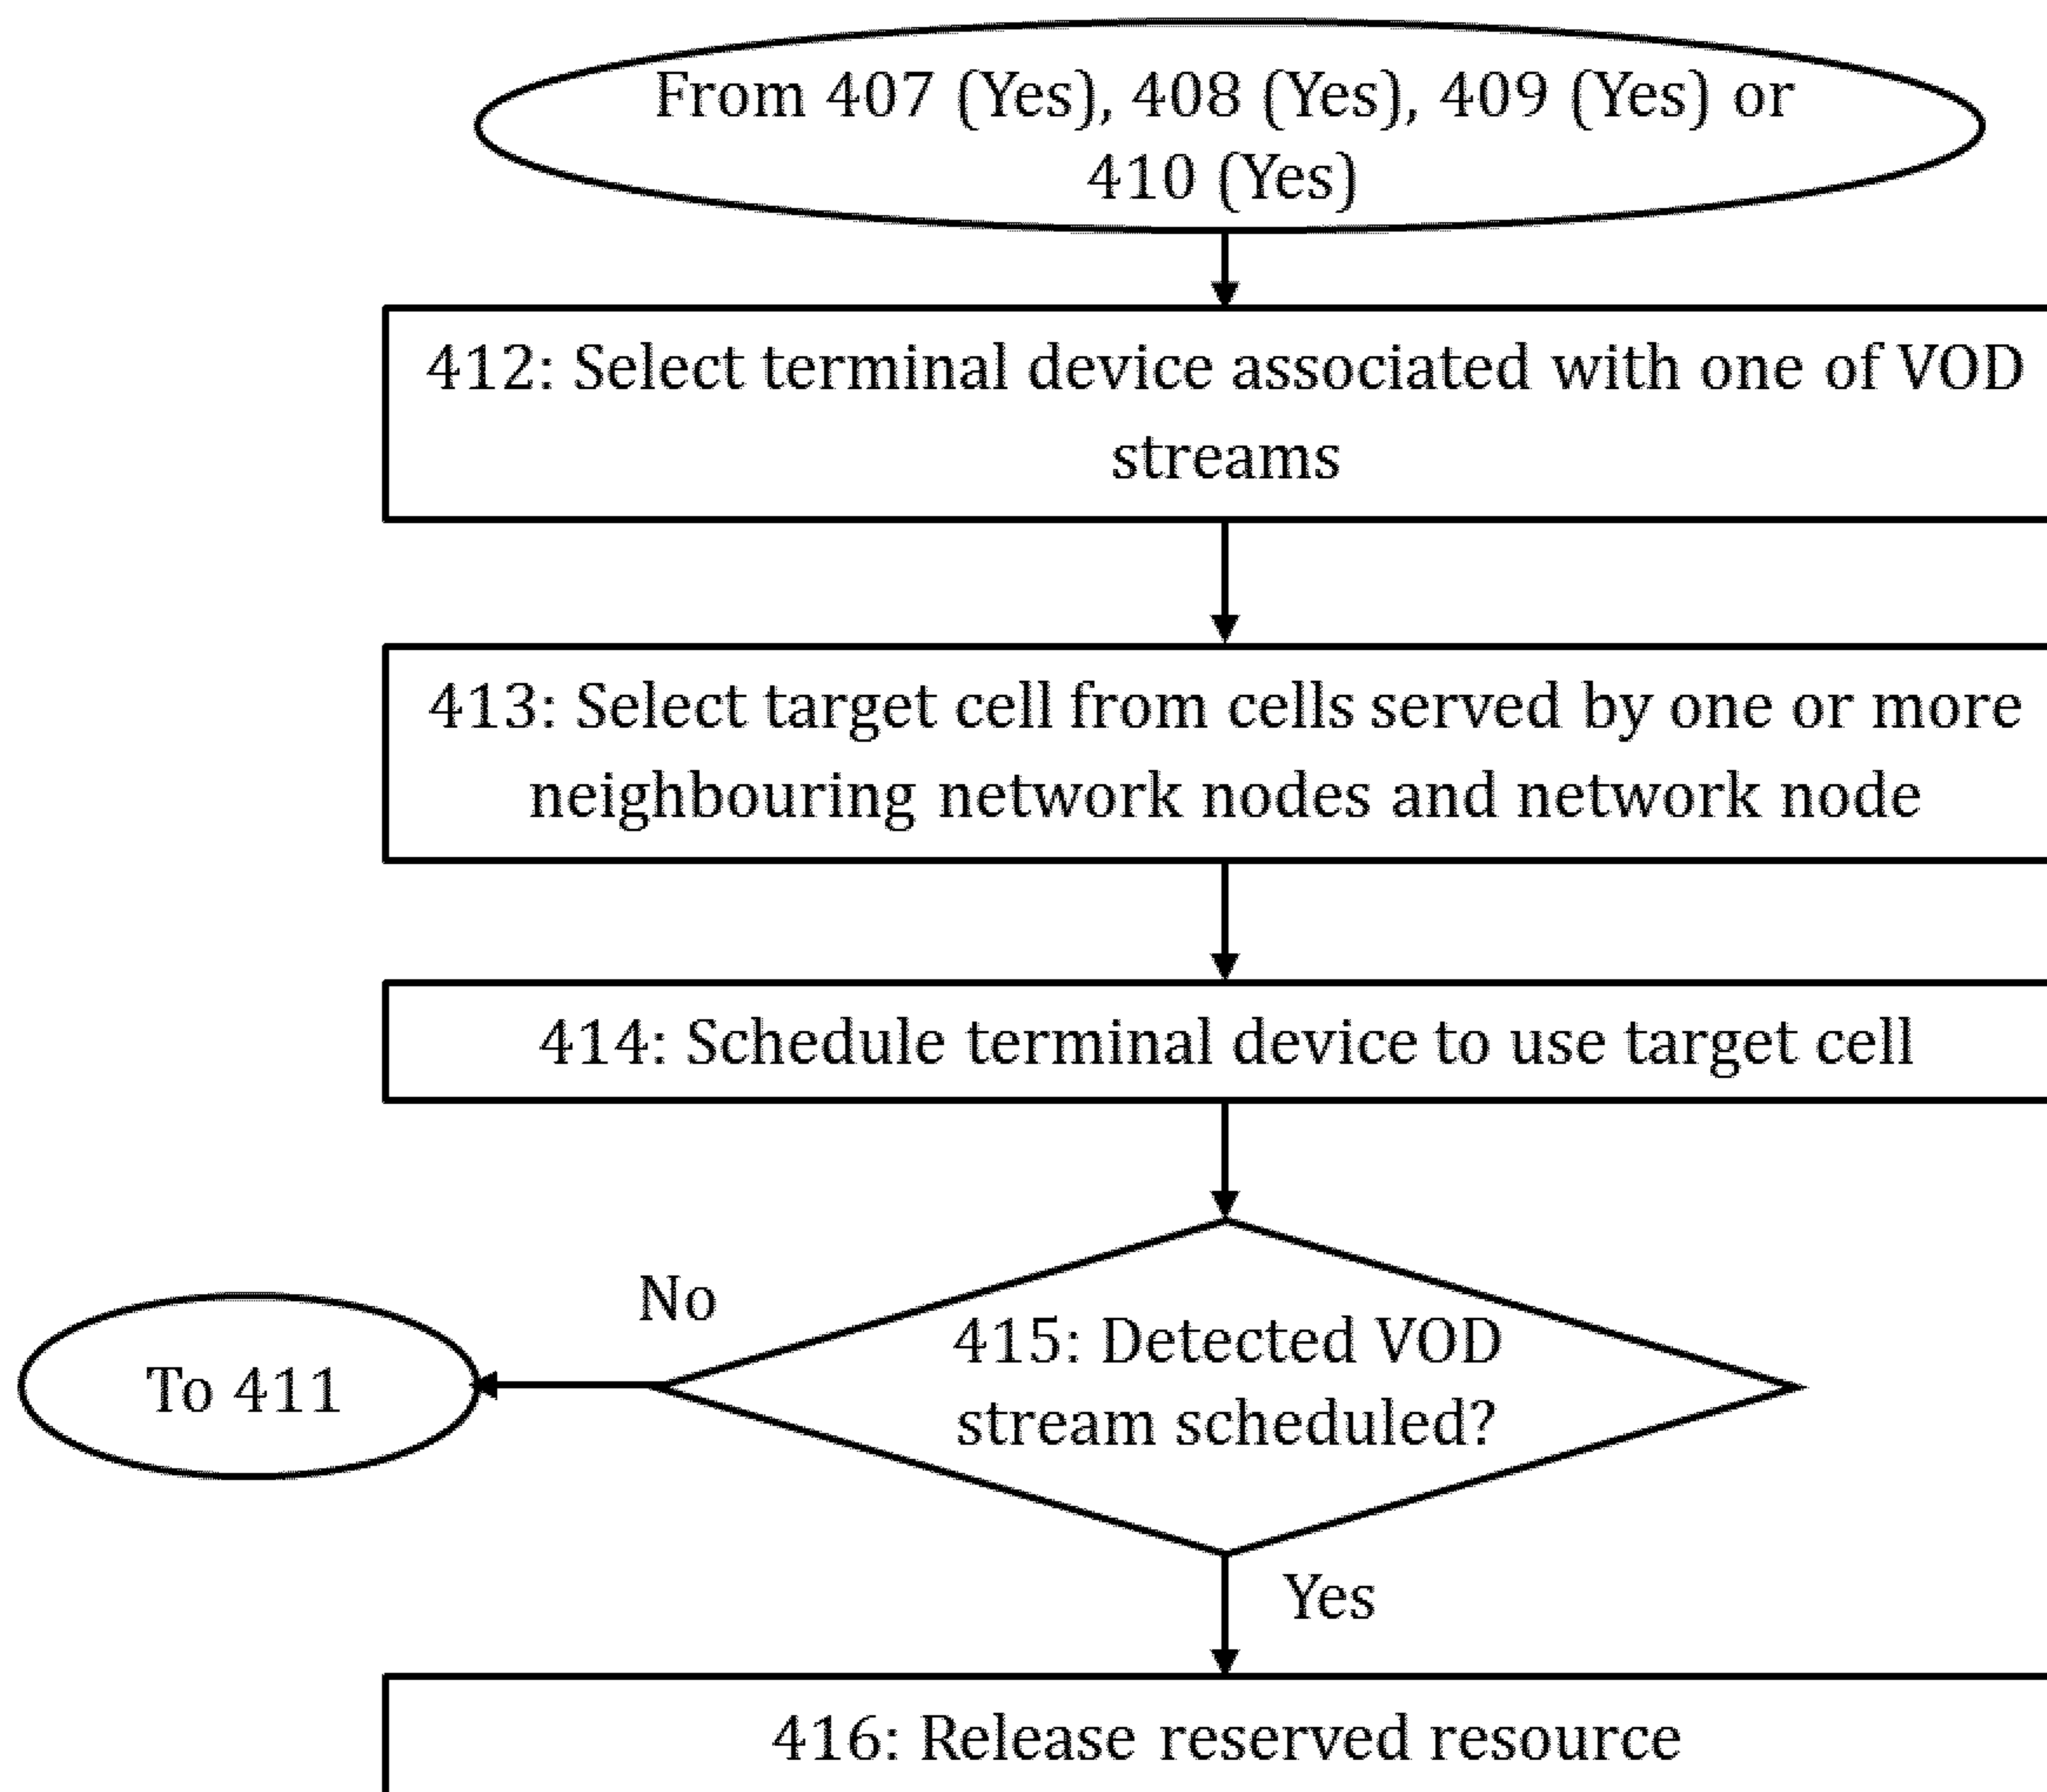 From 407 (Yes), 408 (Yes), 409 (Yes) or
410 (Yes)
412: Select terminal device associated with one of VOD
streams
413: Select target cell from cells served by one or more
neighbouring network nodes and network node
414: Schedule terminal device to use target cell
No
415: Detected VOD
stream scheduled?
To 411
Yes
416: Release reserved resource